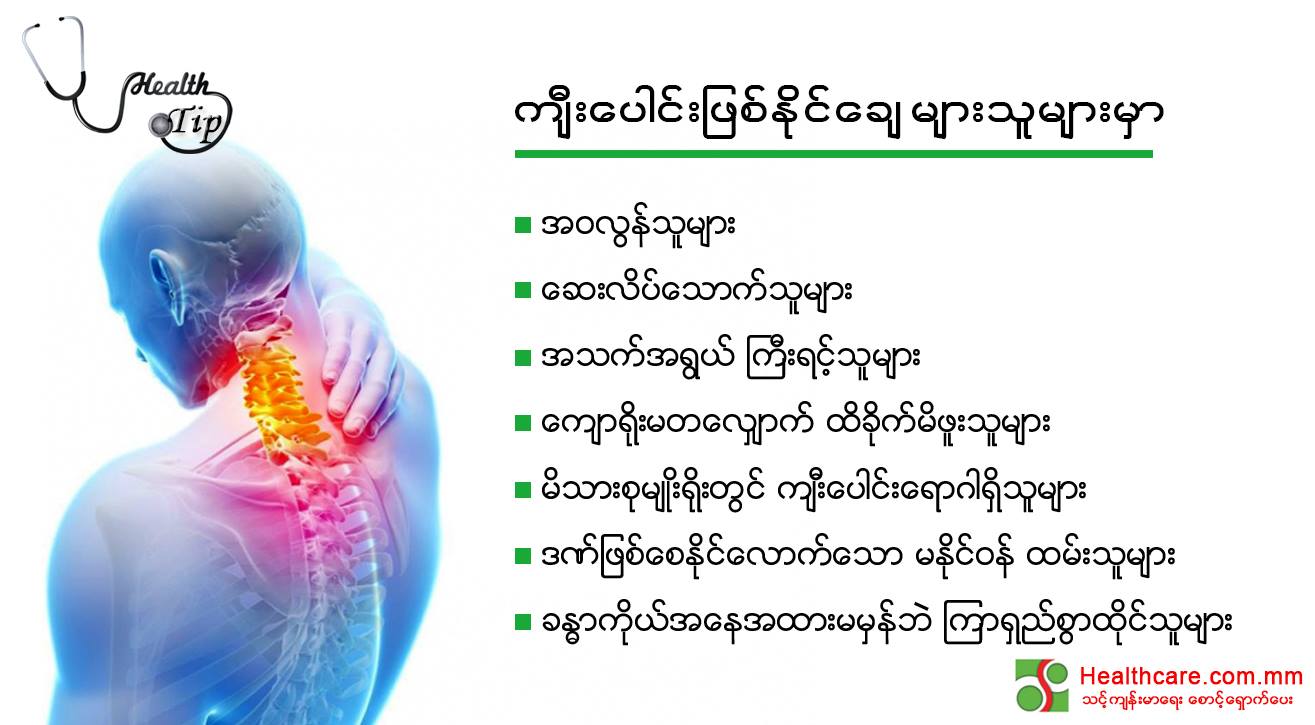 Health
Tip
ကျီးပေါင်းဖြစ်နိုင်ချေ များသူများမှာ
အဝလွန်သူများ
ဆေးလိပ်သောက်သူများ
အသက်အရွယ် ကြီးရင့်သူများ
ကျောရိုးမတလျှောက် ထိခိုက်မိဖူးသူများ
မိသားစုမျိုးရိုးတွင် ကျီးပေါင်းရောဂါရှိသူများ
ဒဏ်ဖြစ်စေနိုင်လောက်သော မနိုင်ဝန် ထမ်းသူများ
ခန္ဓာကိုယ်အနေအထားမမှန်ဘဲ ကြာရှည်စွာထိုင်သူများ
Healthcare.com.mm
သင့်ကျန်းမာရေး စောင့်ရှောက်ပေး